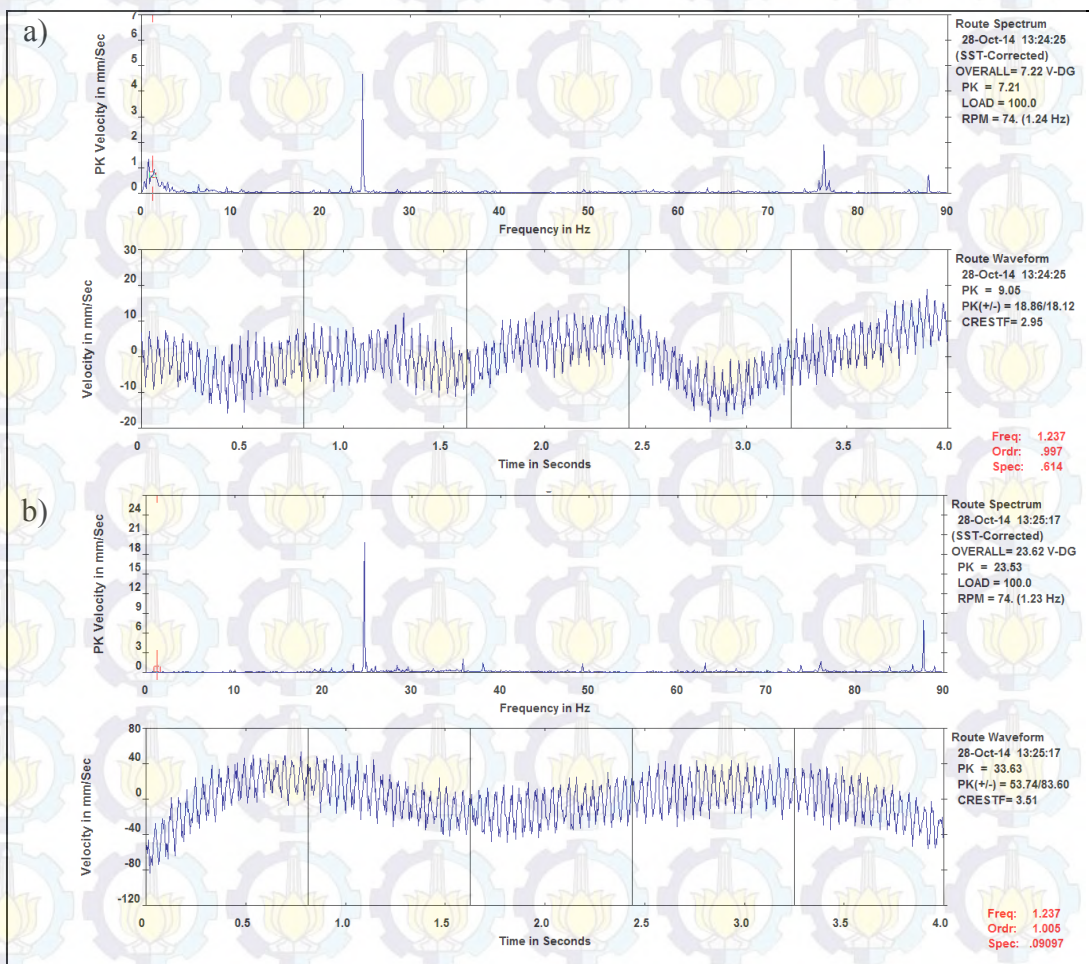 a)
PK Velocity in mm/Sec
7
6
5
4
3
2
1
0
0 10 20 30 40 50 60 70 80 90
Frequency in Hz
Route Spectrum
28-Oct-14 13:24:25
(SST-Corrected)
OVERALL= 7.22 V-DG
PK = 7.21
LOAD = 100.0
RPM = 74. (1.24 Hz)
Velocity in mm/Sec
30
20
10
0
-10
-20
0 0.5 1.0 1.5 2.0 2.5 3.0 3.5 4.0
Time in Seconds
Route Waveform
28-Oct-14 13:24:25
PK = 9.05
PK(+/-) = 18.86/18.12
CRESTF= 2.95
Freq: 1.237
Ordr: .997
Spec: .614
b)
PK Velocity in mm/Sec
24
21
18
15
12
9
6
3
0
0 10 20 30 40 50 60 70 80 90
Frequency in Hz
Route Spectrum
28-Oct-14 13:25:17
(SST-Corrected)
OVERALL= 23.62 V-DG
PK = 23.53
LOAD = 100.0
RPM = 74. (1.23 Hz)
Velocity in mm/Sec
80
40
0
-40
-80
-120
0 0.5 1.0 1.5 2.0 2.5 3.0 3.5 4.0
Time in Seconds
Route Waveform
28-Oct-14 13:25:17
PK = 33.63
PK(+/-) = 53.74/83.60
CRESTF= 3.51
Freq: 1.237
Ordr: 1.005
Spec: .09097